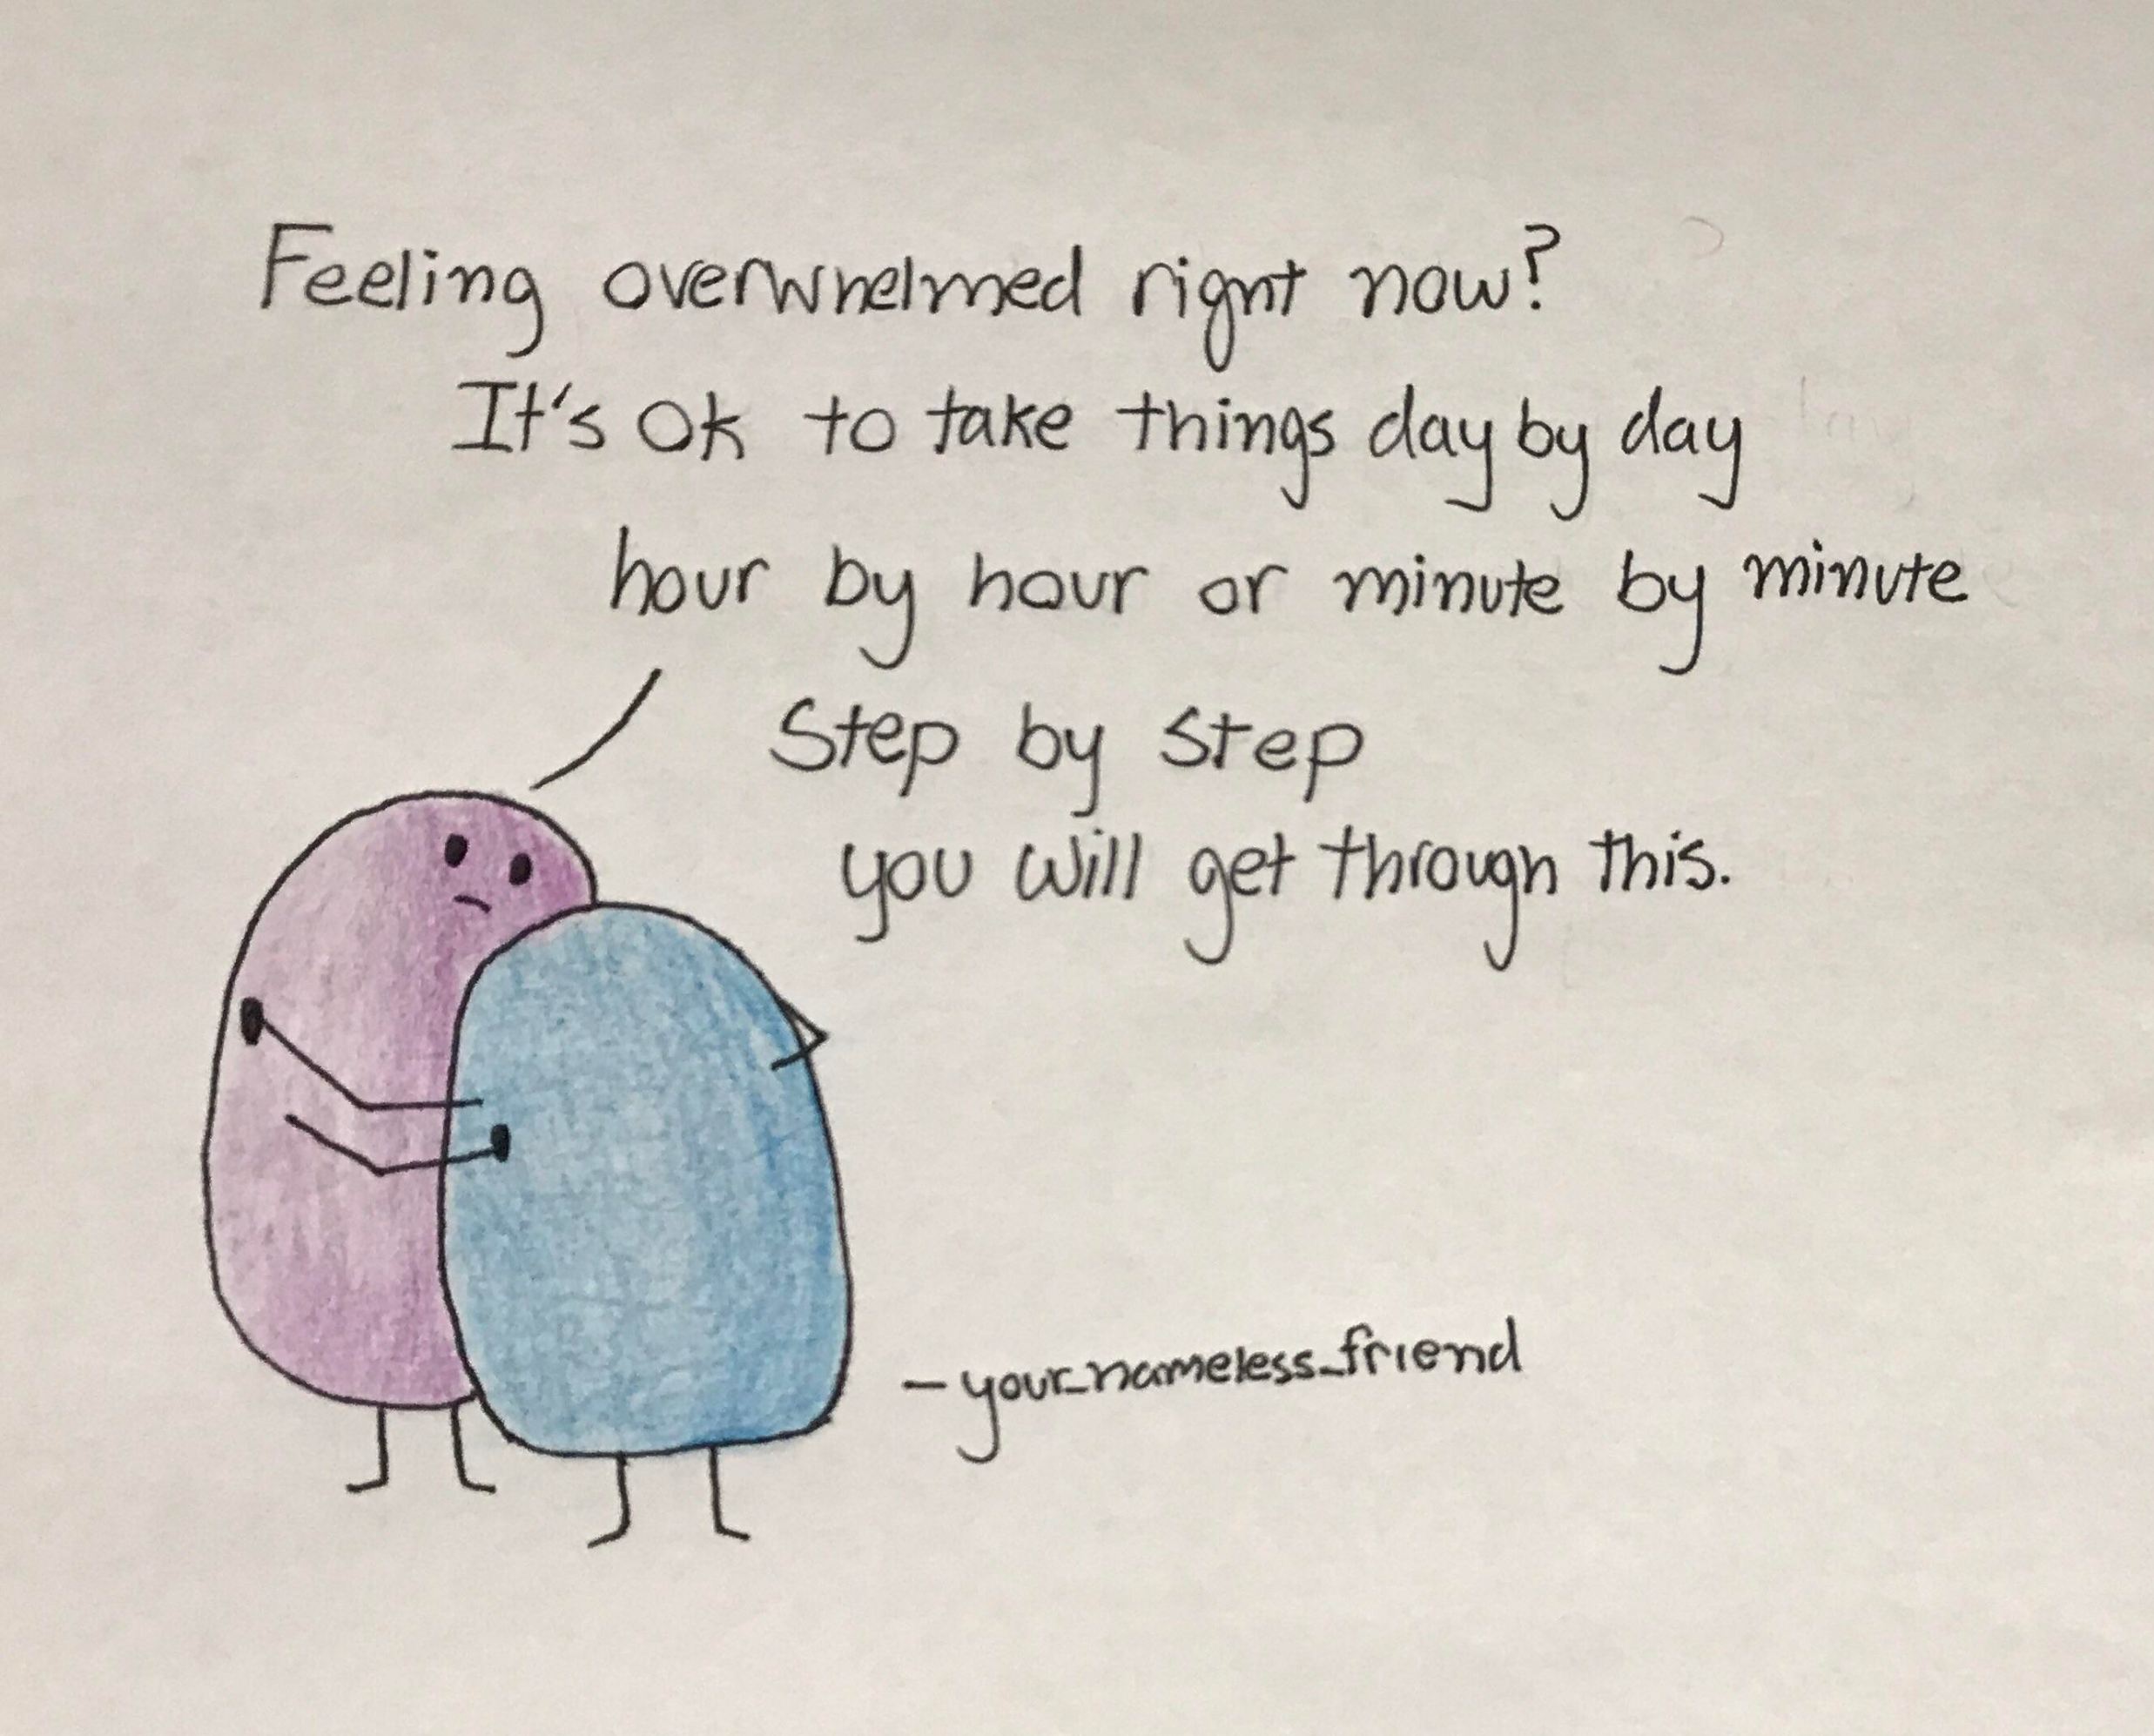 Feeling overwhelmed right now?
It's ok to take things day by day
hour by hour or minute by minute
Step by step
you will get through this.
- your_nameless_friend